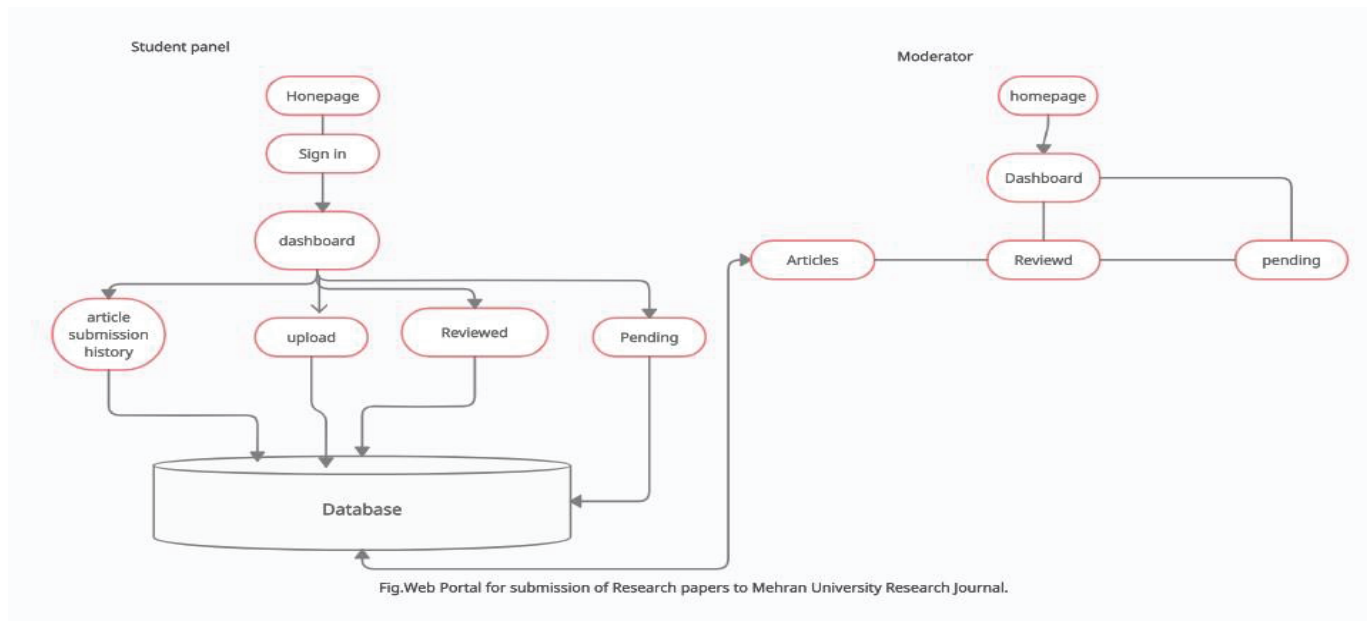 Student panel
Moderator
Honepage
homepage
Sign in
Dashboard
dashboard
Articles
Reviewd
pending
article
submission
history
upload
Reviewed
Pending
Database
Fig.Web Portal for submission of Research papers to Mehran University Research Journal.